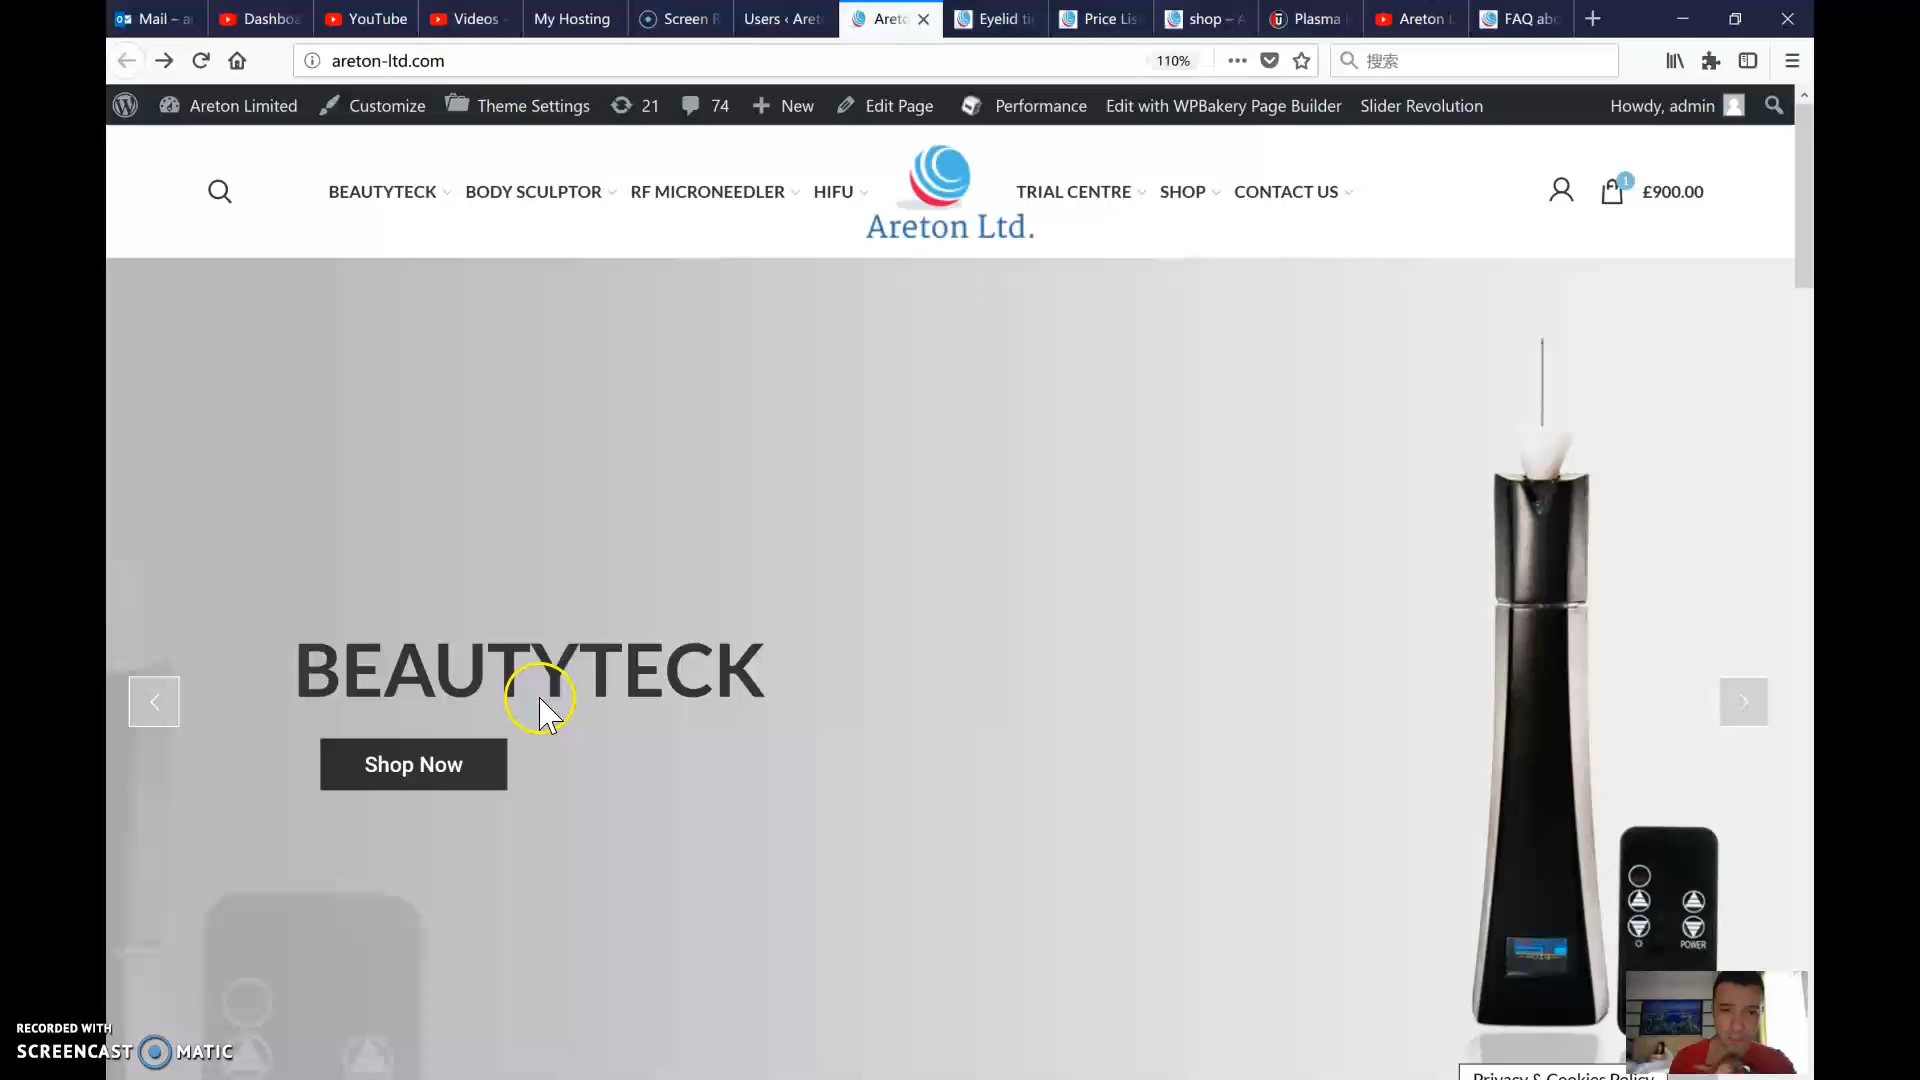 Mail – a
Dashboa
YouTube
Videos -
My Hosting
Screen R
Users ‹ Aret
Areto
Eyelid ti
Price Lis
shop – A
Plasma
Areton L
FAQ abo
areton-ltd.com
110%
搜索
Areton Limited
Customize
Theme Settings
21
74
New
Edit Page
Performance
Edit with WPBakery Page Builder
Slider Revolution
Howdy, admin
BEAUTYTECK
BODY SCULPTOR
RF MICRONEEDLER
HIFU
Areton Ltd.
TRIAL CENTRE
SHOP
CONTACT US
1
£900.00
BEAUTYTECK
Shop Now
POWER
RECORDED WITH
SCREENCAST MATIC
Privacy & Cookies Policy